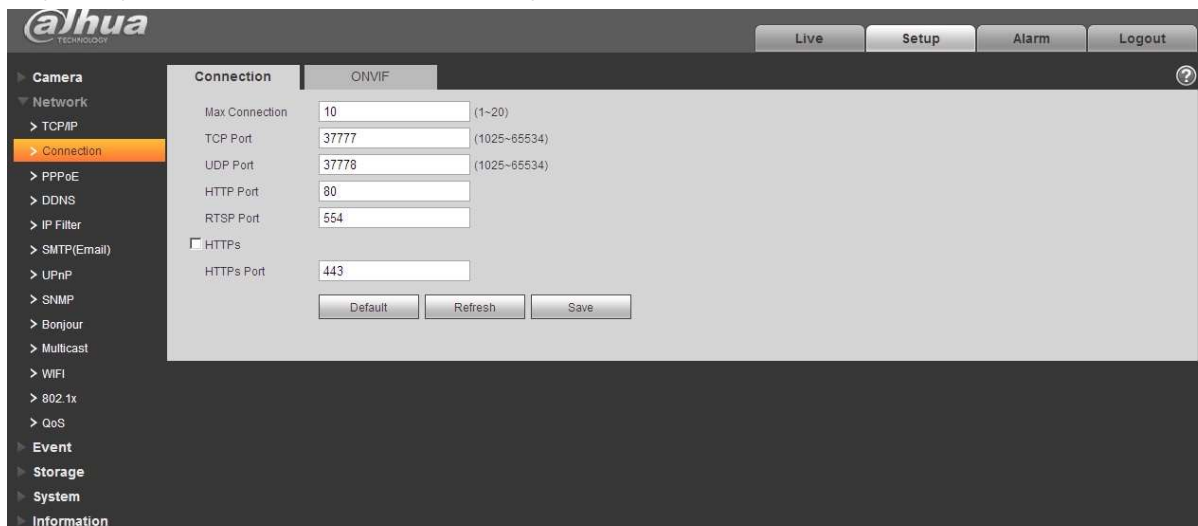 alhua
TECHNOLOGY
Live Setup Alarm Logout
Camera
Network
> TCP/IP
> Connection
> PPPoE
> DDNS
> IP Filter
> SMTP(Email)
> UPnP
> SNMP
> Bonjour
> Multicast
> WIFI
> 802.1x
> QoS
Event
Storage
System
Information
Connection ONVIF
?
Max Connection 10 (1~20)
TCP Port 37777 (1025~65534)
UDP Port 37778 (1025~65534)
HTTP Port 80
RTSP Port 554
HTTPs
HTTPs Port 443
Default Refresh Save